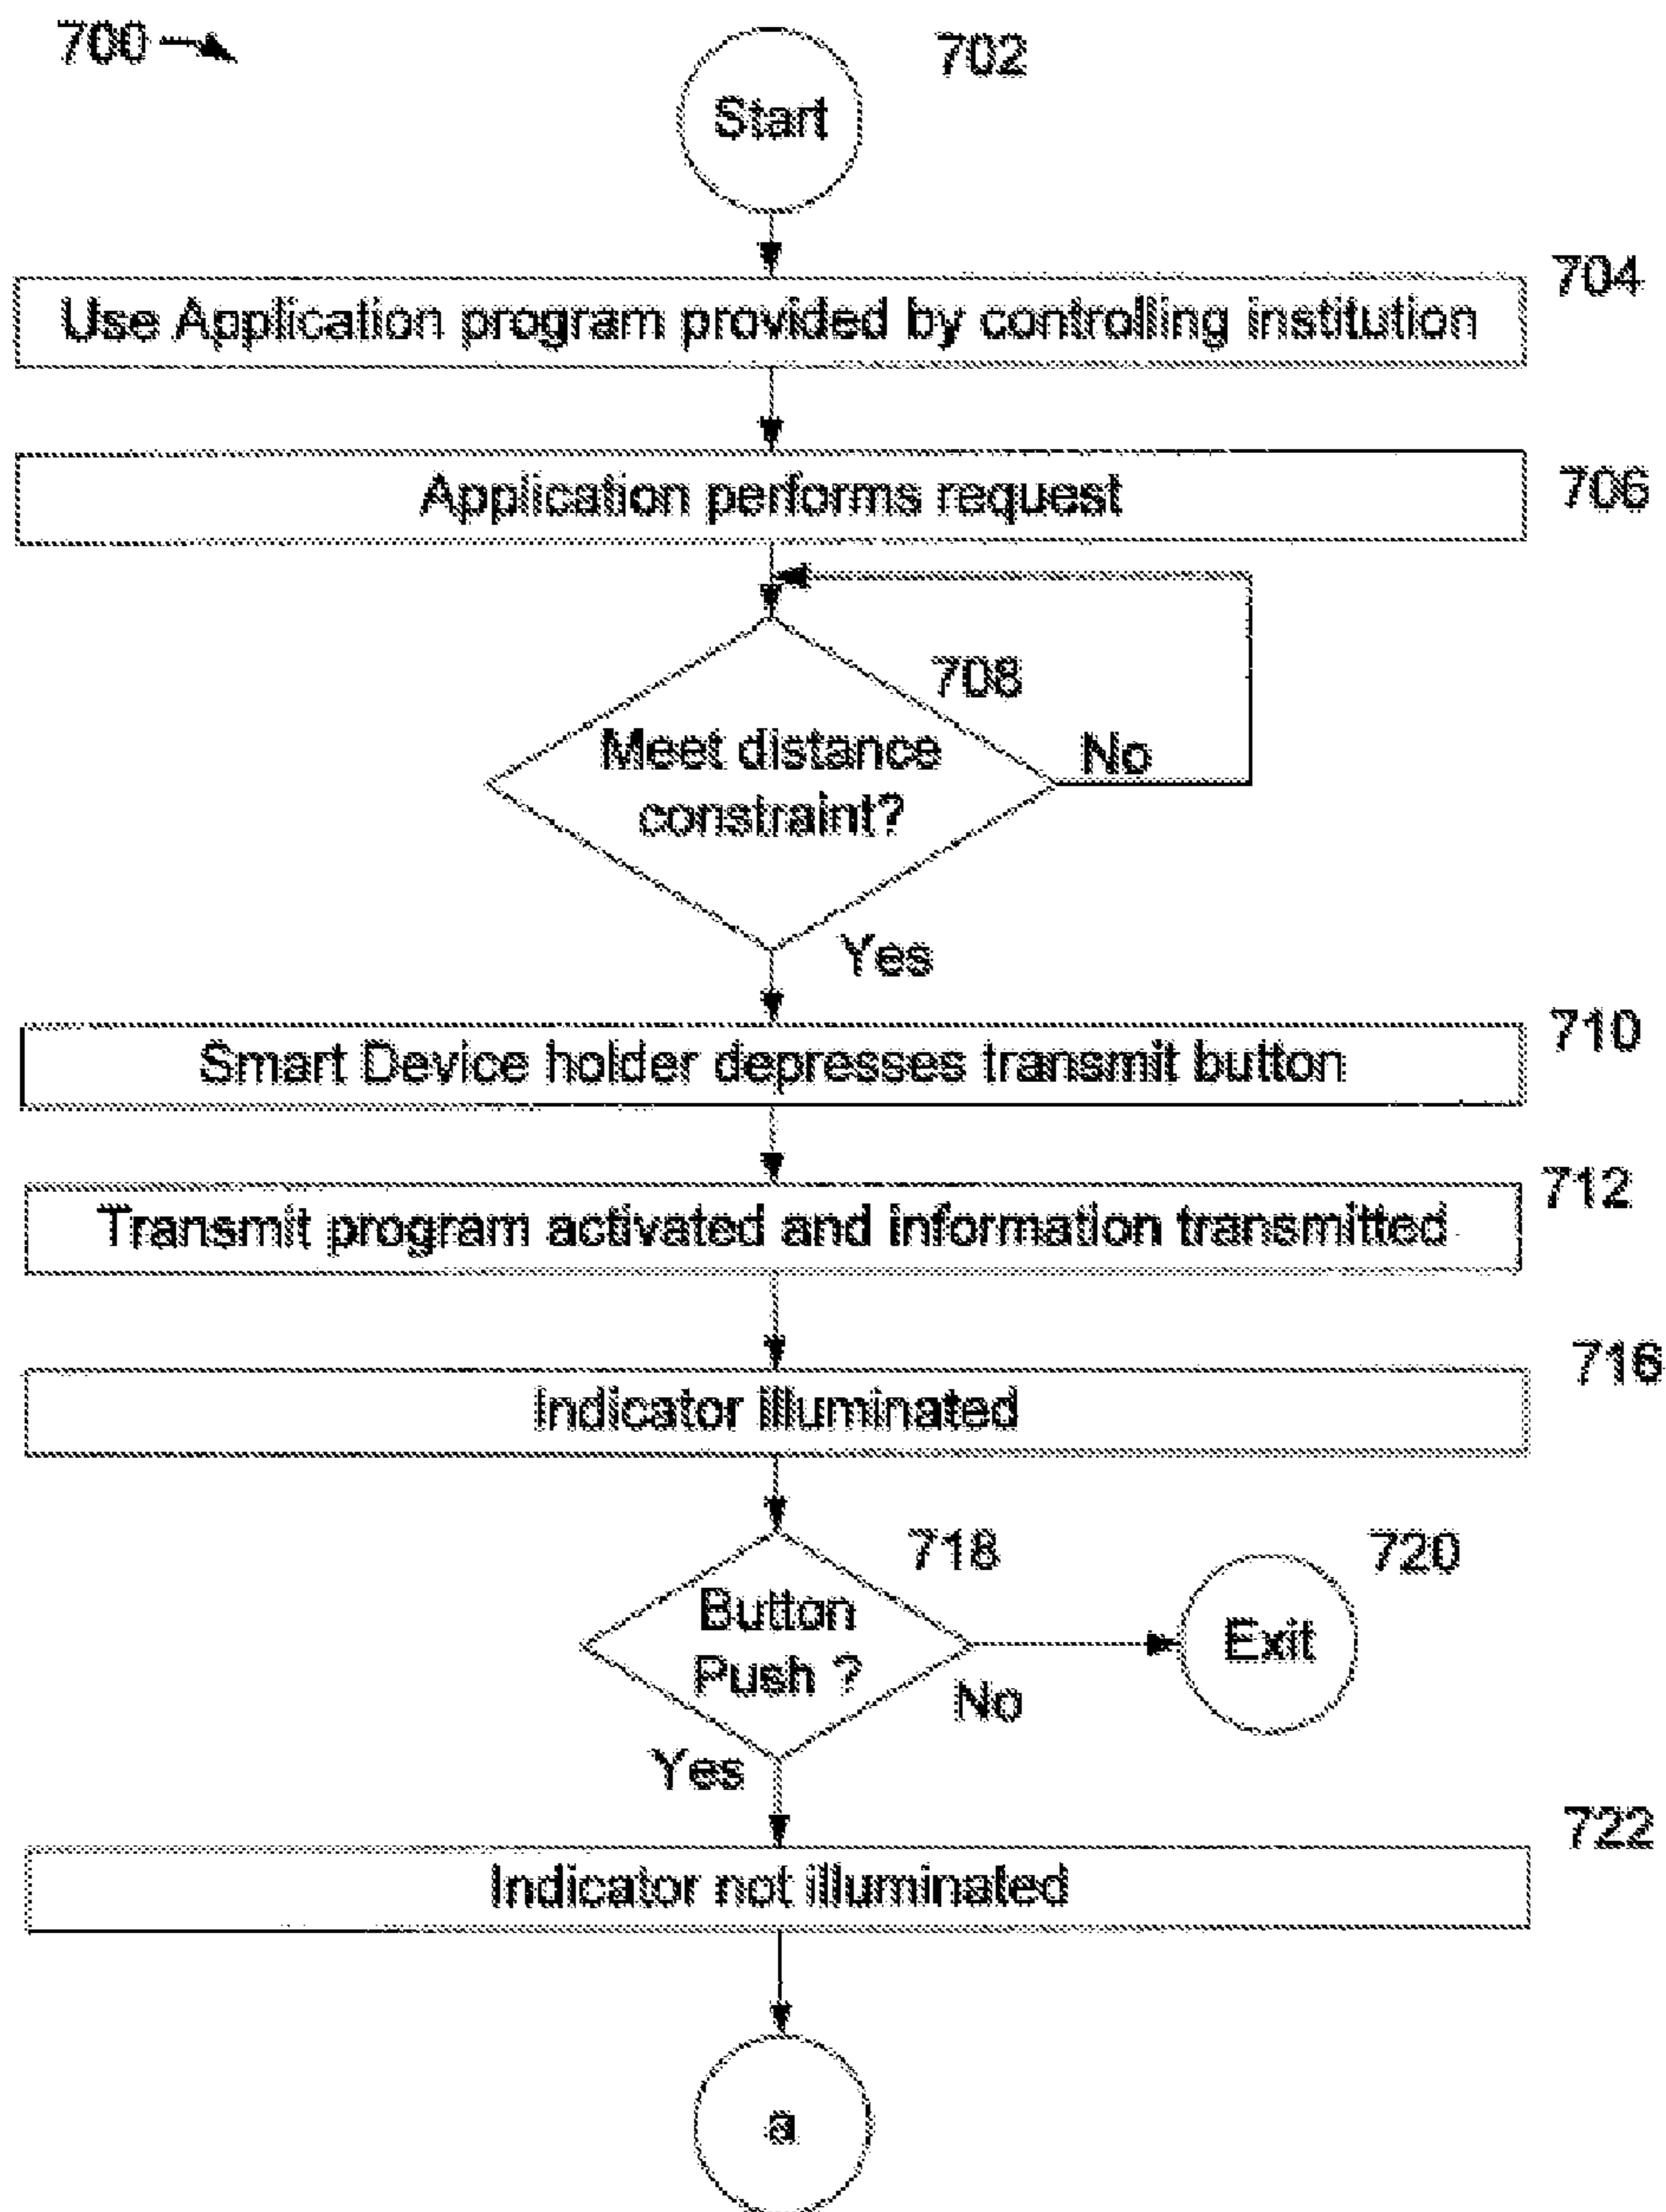 700
702
Start
704
Use Application program provided by controlling institution
706
Application performs request
708
Meet distance
constraint?
No
Yes
710
Smart Device holder depresses transmit button
712
Transmit program activated and information transmitted
716
Indicator illuminated
718
720
Button
Push ?
Exit
No
Yes
722
Indicator not illuminated
a